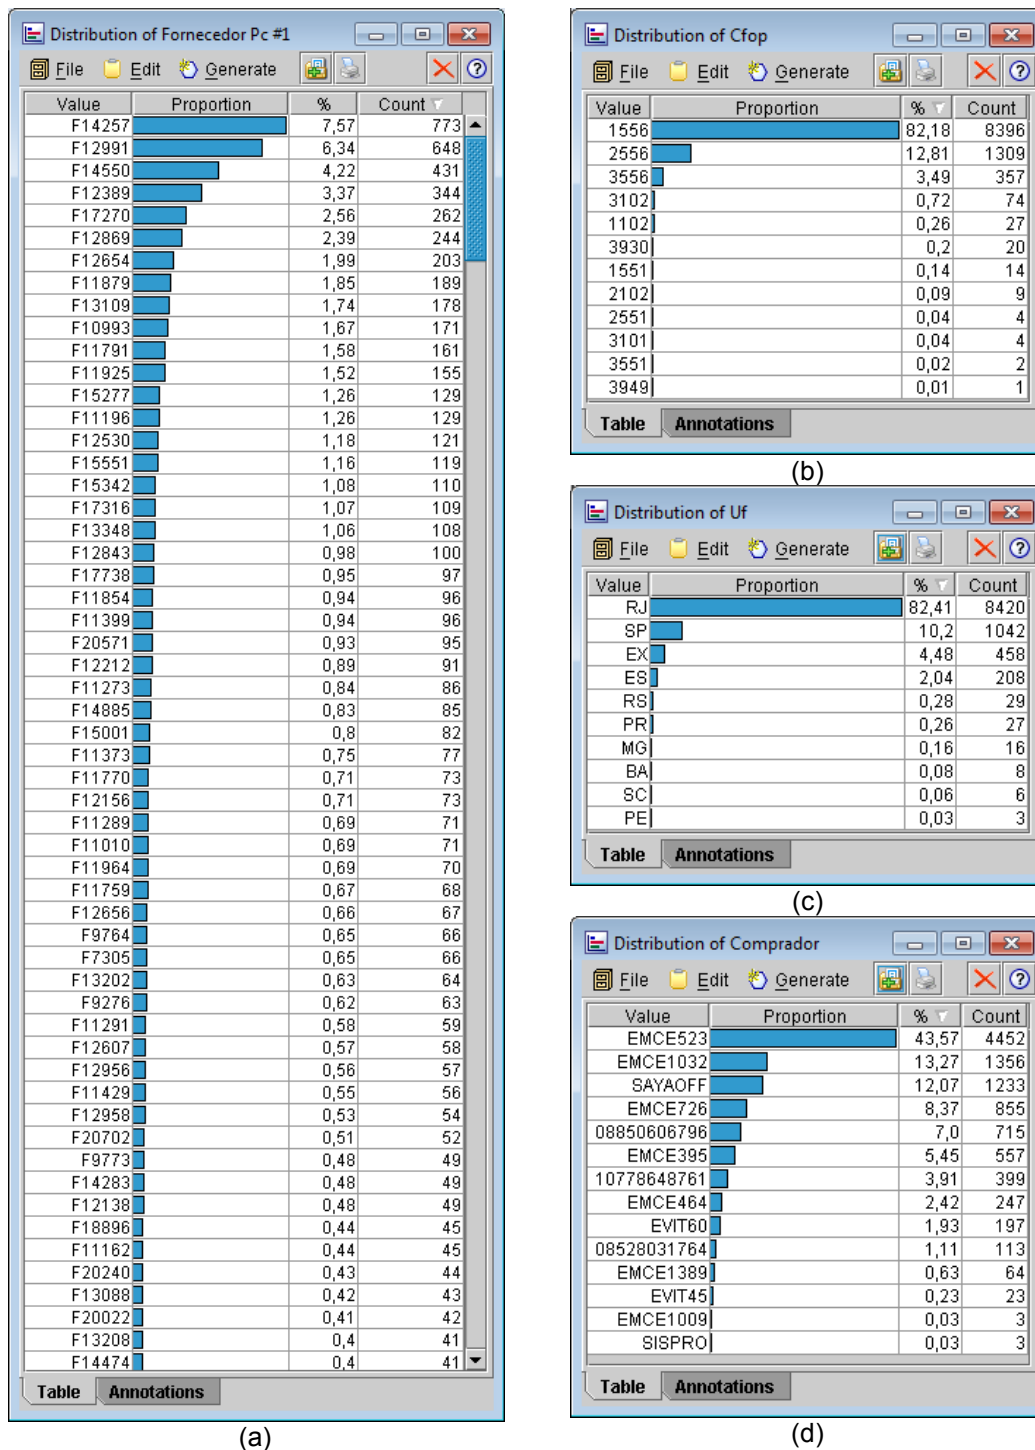 Distribution of Fornecedor Pc #1
File Edit Generate
Value Proportion % Count
F14257 7,57 773
F12991 6,34 648
F14550 4,22 431
F12389 3,37 344
F17270 2,56 262
F12869 2,39 244
F12654 1,99 203
F11879 1,85 189
F13109 1,74 178
F10993 1,67 171
F11791 1,58 161
F11925 1,52 155
F15277 1,26 129
F11196 1,26 129
F12530 1,18 121
F15551 1,16 119
F15342 1,08 110
F17316 1,07 109
F13348 1,06 108
F12843 0,98 100
F17738 0,95 97
F11854 0,94 96
F11399 0,94 96
F20571 0,93 95
F12212 0,89 91
F11273 0,84 86
F14885 0,83 85
F15001 0,8 82
F11373 0,75 77
F11770 0,71 73
F12156 0,71 73
F11289 0,69 71
F11010 0,69 71
F11964 0,69 70
F11759 0,67 68
F12656 0,66 67
F9764 0,65 66
F7305 0,65 66
F13202 0,63 64
F9276 0,62 63
F11291 0,58 59
F12607 0,57 58
F12956 0,56 57
F11429 0,55 56
F12958 0,53 54
F20702 0,51 52
F9773 0,48 49
F14283 0,48 49
F12138 0,48 49
F18896 0,44 45
F11162 0,44 45
F20240 0,43 44
F13088 0,42 43
F20022 0,41 42
F13208 0,4 41
F14474 0,4 41
Table Annotations
(a)
Distribution of Cfop
File Edit Generate
Value Proportion % Count
1556 82,18 8396
2556 12,81 1309
3556 3,49 357
3102 0,72 74
1102 0,26 27
3930 0,2 20
1551 0,14 14
2102 0,09 9
2551 0,04 4
3101 0,04 4
3551 0,02 2
3949 0,01 1
Table Annotations
(b)
Distribution of Uf
File Edit Generate
Value Proportion % Count
RJ 82,41 8420
SP 10,2 1042
EX 4,48 458
ES 2,04 208
RS 0,28 29
PR 0,26 27
MG 0,16 16
BA 0,08 8
SC 0,06 6
PE 0,03 3
Table Annotations
(c)
Distribution of Comprador
File Edit Generate
Value Proportion % Count
EMCE523 43,57 4452
EMCE1032 13,27 1356
SAYAOFF 12,07 1233
EMCE726 8,37 855
08850606796 7,0 715
EMCE395 5,45 557
10778648761 3,91 399
EMCE464 2,42 247
EVIT60 1,93 197
08528031764 1,11 113
EMCE1389 0,63 64
EVIT45 0,23 23
EMCE1009 0,03 3
SISPRO 0,03 3
Table Annotations
(d)